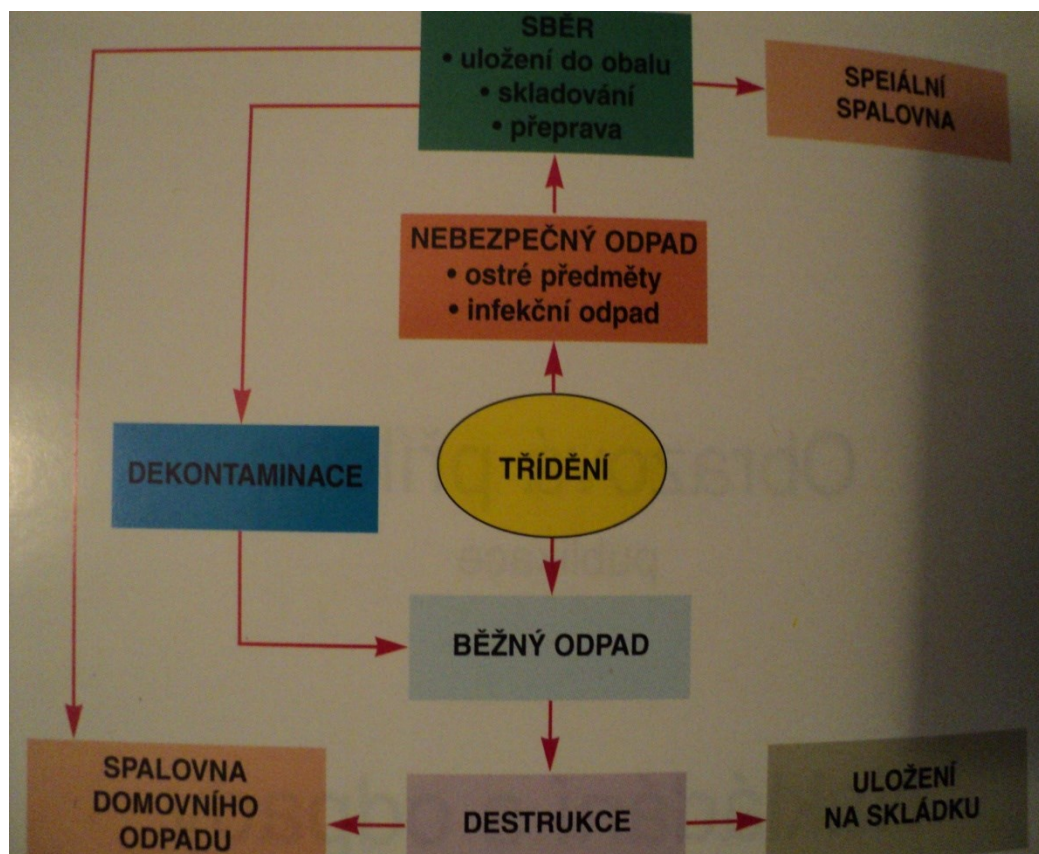 SBĚR
• uložení do obalu
• skladování
• přeprava
SPEIÁLNÍ
SPALOVNA
NEBEZPEČNÝ ODPAD
• ostré předměty
• infekční odpad
DEKONTAMINACE
TŘÍDĚNÍ
BĚŽNÝ ODPAD
SPALOVNA
DOMOVNÍHO
ODPADU
DESTRUKCE
ULOŽENÍ
NA SKLÁDKU